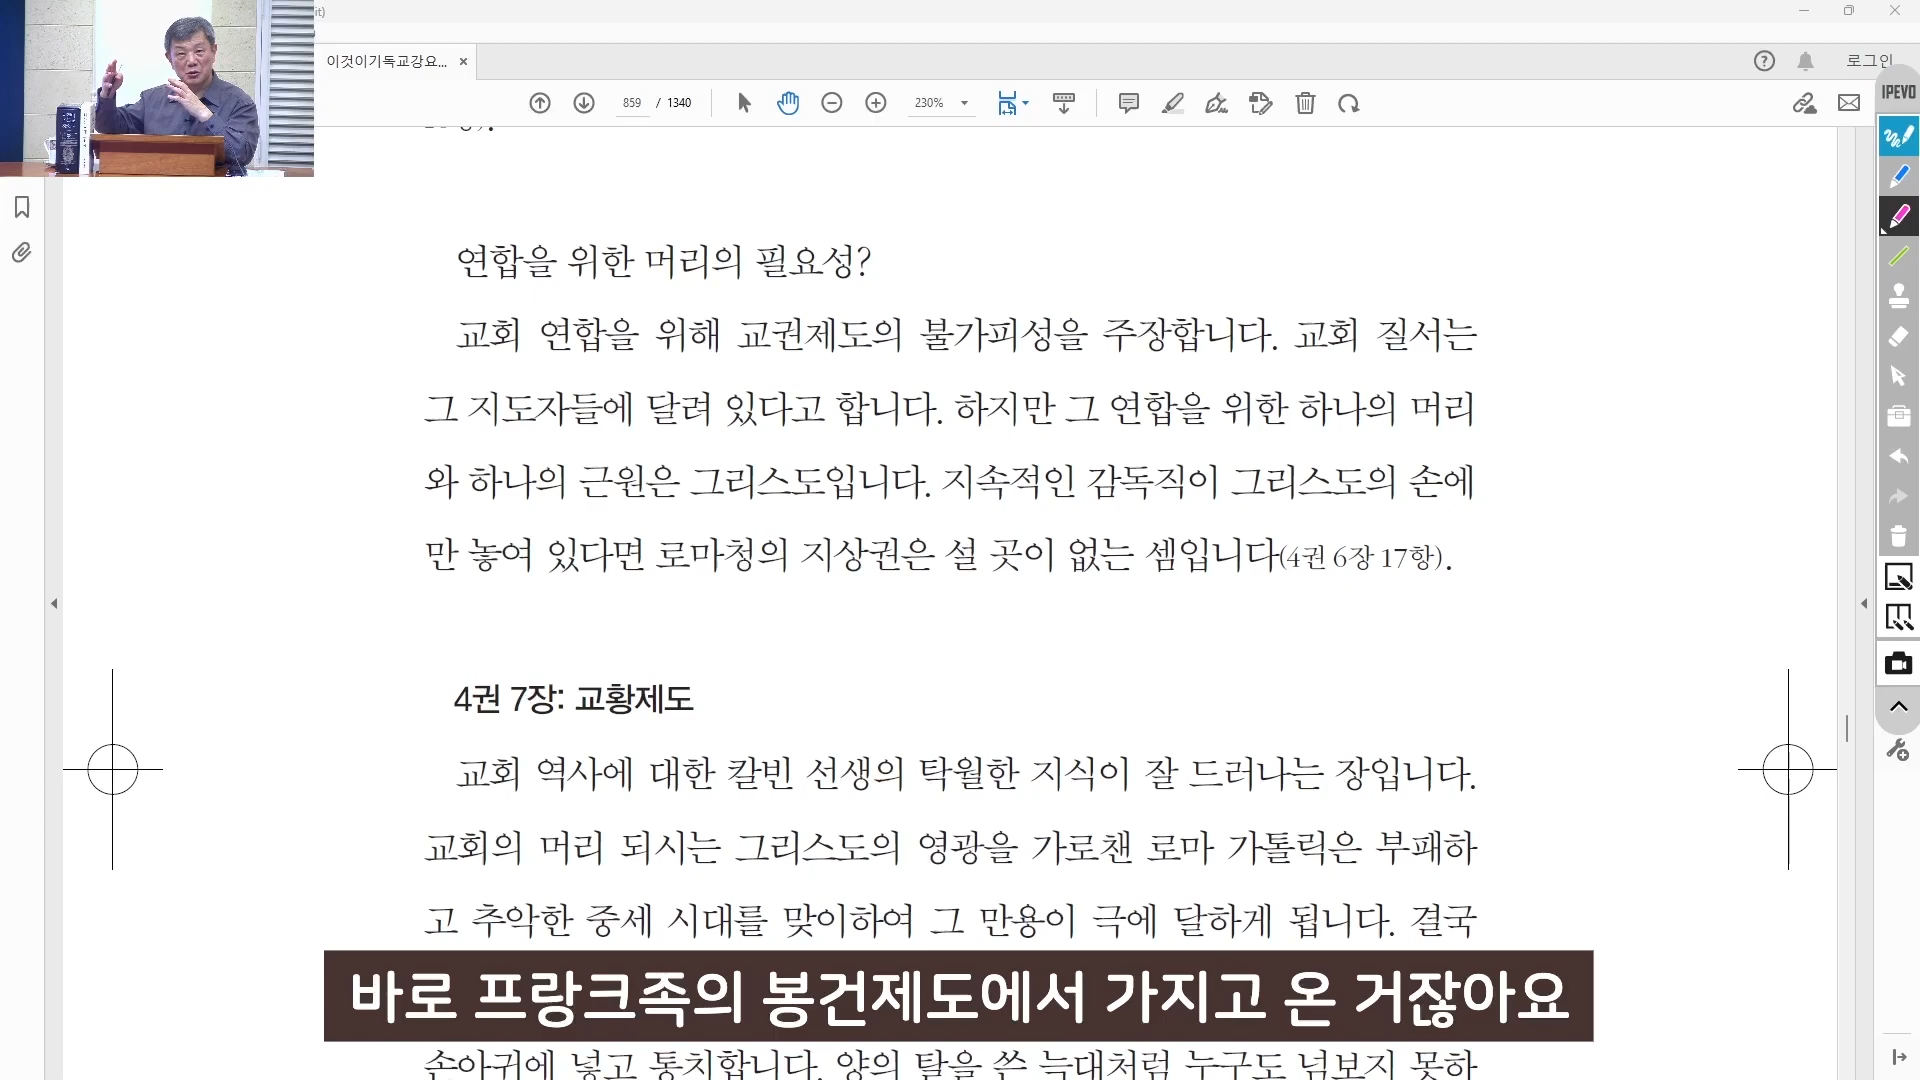 it)
이것이기독교강요...
로그인
859 / 1340
230%
IPEVO
연합을 위한 머리의 필요성?
교회 연합을 위해 교권제도의 불가피성을 주장합니다. 교회 질서는
그 지도자들에 달려 있다고 합니다. 하지만 그 연합을 위한 하나의 머리
와 하나의 근원은 그리스도입니다. 지속적인 감독직이 그리스도의 손에
만 놓여 있다면 로마청의 지상권은 설 곳이 없는 셈입니다(4권 6장 17항).
4권 7장: 교황제도
교회 역사에 대한 칼빈 선생의 탁월한 지식이 잘 드러나는 장입니다.
교회의 머리 되시는 그리스도의 영광을 가로챈 로마 가톨릭은 부패하
고 추악한 중세 시대를 맞이하여 그 만용이 극에 달하게 됩니다. 결국
바로 프랑크족의 봉건제도에서 가지고 온 거잖아요
손아귀에 넣고 통치합니다. 양의 탈을 쓴 늑대처럼 누구도 넘보지 못하